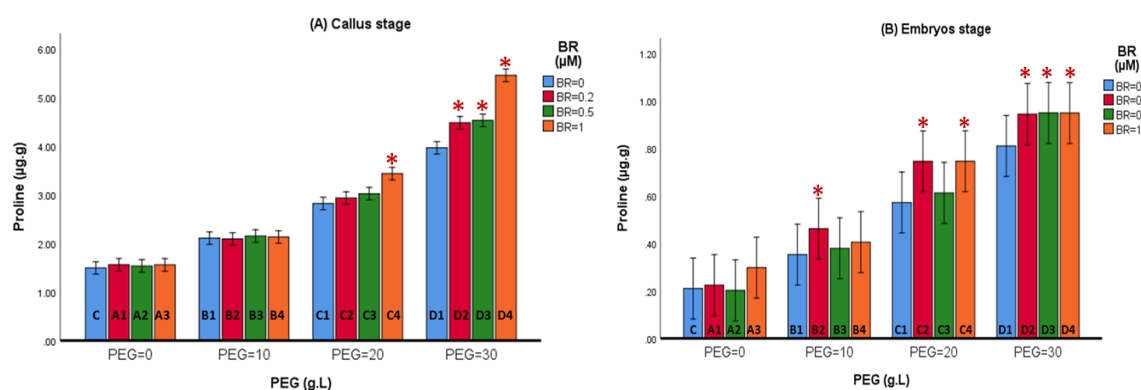 (A) Callus stage
6.00
5.00
4.00
3.00
2.00
1.00
.00
Proline (µg.g)
BR
(µM)
BR=0
BR=0.2
BR=0.5
BR=1
* * * *
C A1 A2 A3 B1 B2 B3 B4 C1 C2 C3 C4 D1 D2 D3 D4
PEG=0 PEG=10 PEG=20 PEG=30
PEG (g.L)
(B) Embryos stage
1.20
1.00
.80
.60
.40
.20
.00
Proline (µg.g)
BR
(µM)
BR=0
BR=0
BR=0
BR=1
* * * * * *
C A1 A2 A3 B1 B2 B3 B4 C1 C2 C3 C4 D1 D2 D3 D4
PEG=0 PEG=10 PEG=20 PEG=30
PEG (g.L)